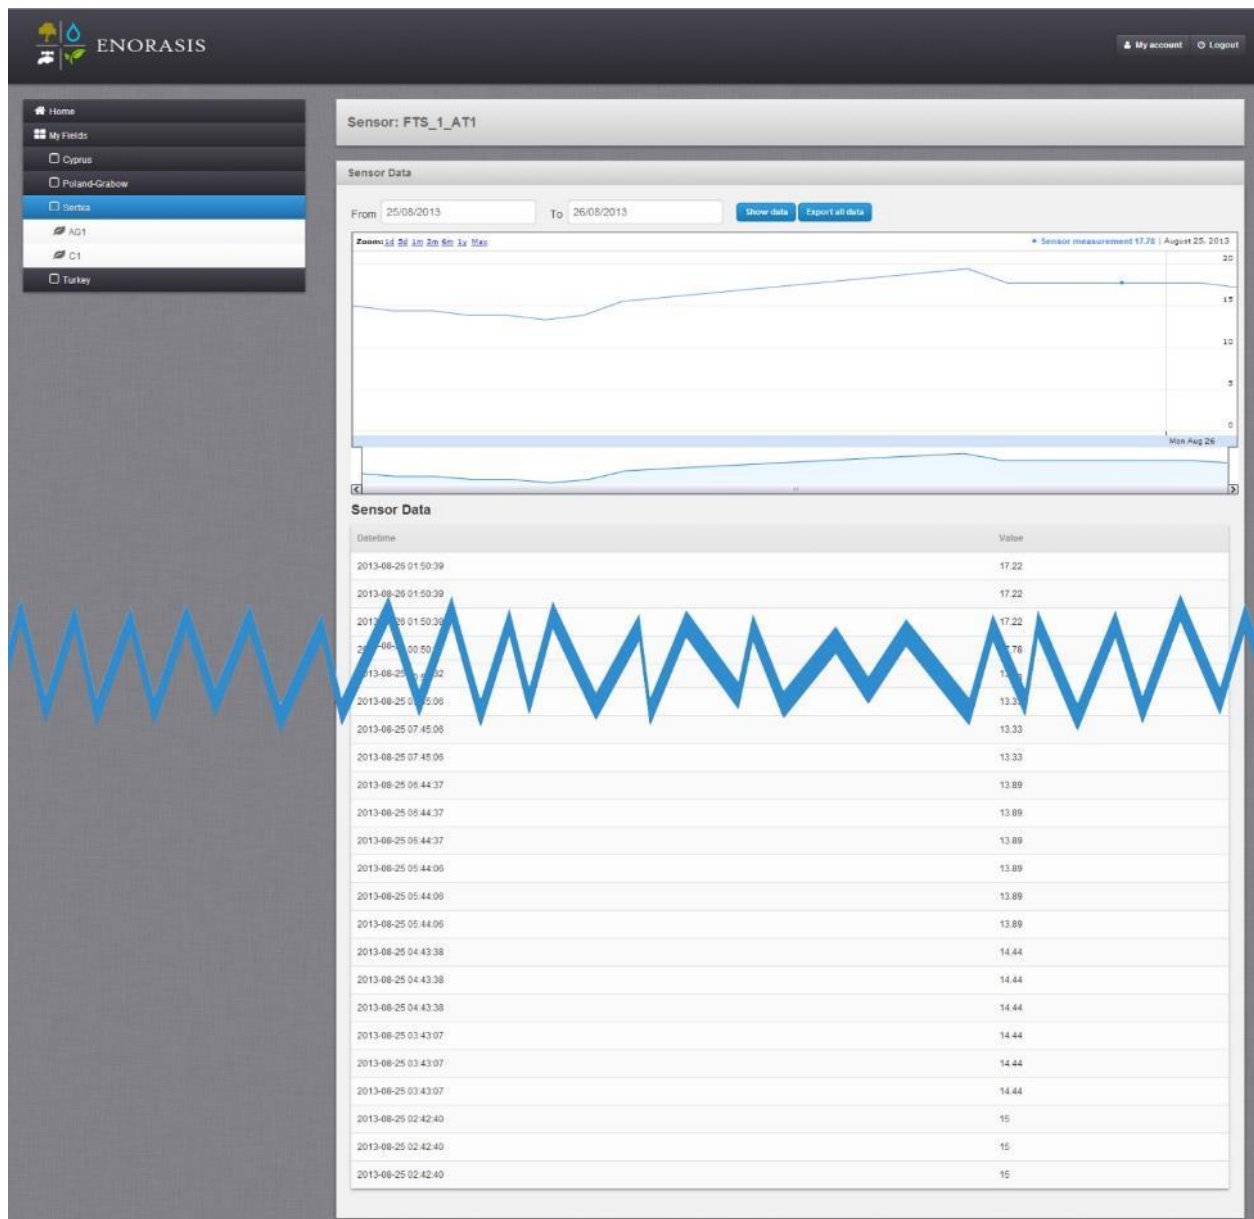 ENORASIS
My account Logout
Home
My Fields
Cyprus
Poland-Grabow
Serbia
AG1
C1
Turkey
Sensor: FTS_1_AT1
Sensor Data
From 25/08/2013 To 26/08/2013 Show data Export all data
Zoom: 1d 5d 1m 3m 6m 1y Max Sensor measurement 17.78 | August 25, 2013
20
15
10
5
0
Mon Aug 26
Sensor Data
Datetime Value
2013-08-26 01:50:39 17.22
2013-08-26 01:50:39 17.22
17.22
13.33
2013-08-25 07:45:06 13.33
2013-08-25 07:45:06 13.33
2013-08-25 06:44:37 13.89
2013-08-25 06:44:37 13.89
2013-08-25 06:44:37 13.89
2013-08-25 05:44:06 13.89
2013-08-25 05:44:06 13.89
2013-08-25 05:44:06 13.89
2013-08-25 04:43:38 14.44
2013-08-25 04:43:38 14.44
2013-08-25 04:43:38 14.44
2013-08-25 03:43:07 14.44
2013-08-25 03:43:07 14.44
2013-08-25 03:43:07 14.44
2013-08-25 02:42:40 15
2013-08-25 02:42:40 15
2013-08-25 02:42:40 15